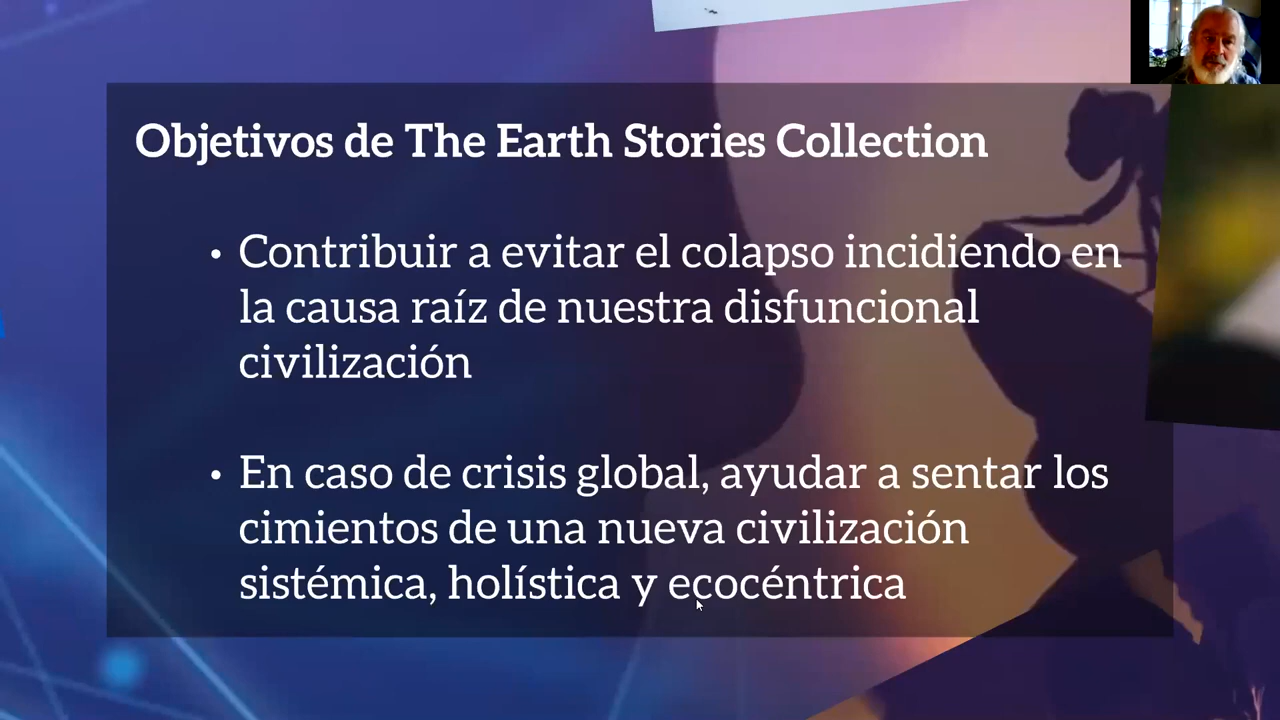 Objetivos de The Earth Stories Collection
• Contribuir a evitar el colapso incidiendo en
la causa raíz de nuestra disfuncional
civilización
• En caso de crisis global, ayudar a sentar los
cimientos de una nueva civilización
sistémica, holística y ecocéntrica